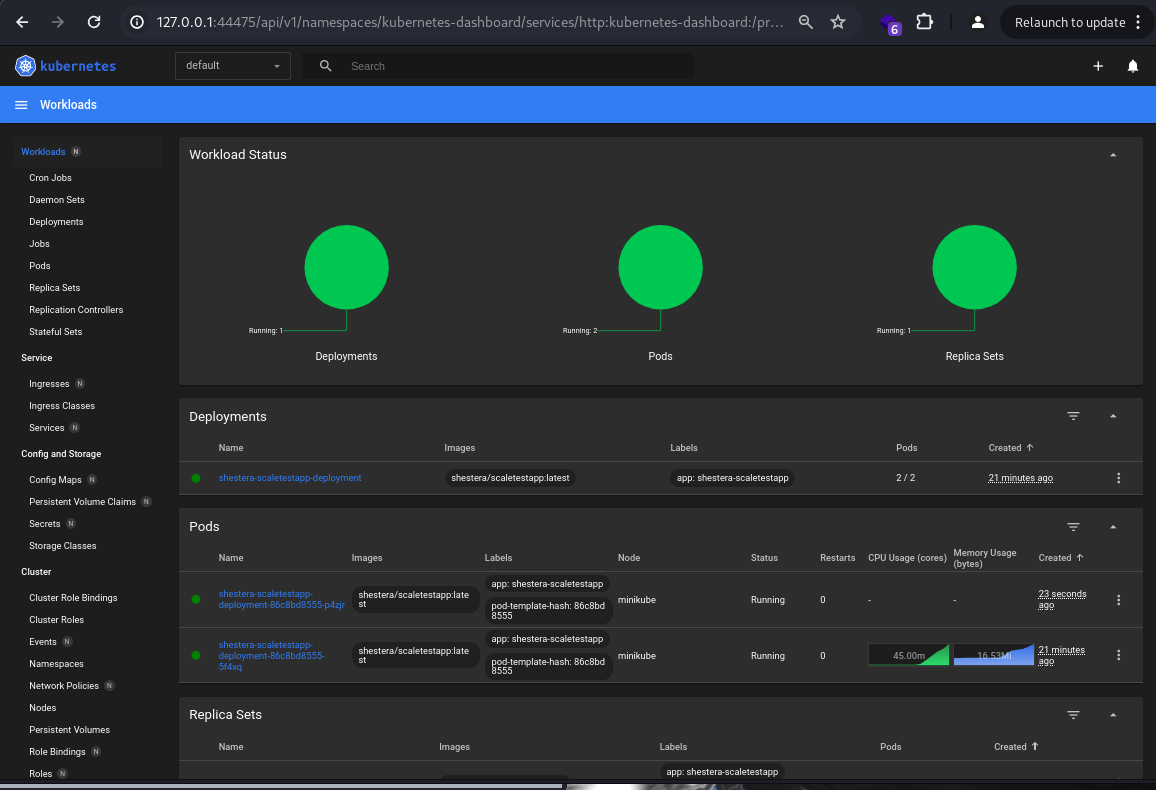 127.0.0.1:44475/api/v1/namespaces/kubernetes-dashboard/services/http:kubernetes-dashboard:/pr...
6
Relaunch to update
kubernetes
default
Search
Workloads
Workloads N
Cron Jobs
Daemon Sets
Deployments
Jobs
Pods
Replica Sets
Replication Controllers
Stateful Sets
Service
Ingresses N
Ingress Classes
Services N
Config and Storage
Config Maps N
Persistent Volume Claims N
Secrets N
Storage Classes
Cluster
Cluster Role Bindings
Cluster Roles
Events N
Namespaces
Network Policies N
Nodes
Persistent Volumes
Role Bindings N
Roles N
Workload Status
Running: 1
Deployments
Running: 2
Pods
Running: 1
Replica Sets
Deployments
Name Images Labels Pods Created
shestera-scaletestapp-deployment shestera/scaletestapp:latest app: shestera-scaletestapp 2 / 2 21 minutes ago
Pods
Name Images Labels Node Status Restarts CPU Usage (cores) Memory Usage
(bytes) Created
shestera-scaletestapp-
deployment-86c8bd8555-p4zjr
shestera/scaletestapp:late
st
app: shestera-scaletestapp
pod-template-hash: 86c8bd
8555
minikube
Running
0
-
-
23 seconds
ago
shestera-scaletestapp-
deployment-86c8bd8555-
5f4xq
shestera/scaletestapp:late
st
app: shestera-scaletestapp
pod-template-hash: 86c8bd
8555
minikube
Running
0
45.00m
16.53Mi
21 minutes
ago
Replica Sets
Name Images Labels Pods Created
app: shestera-scaletestapp